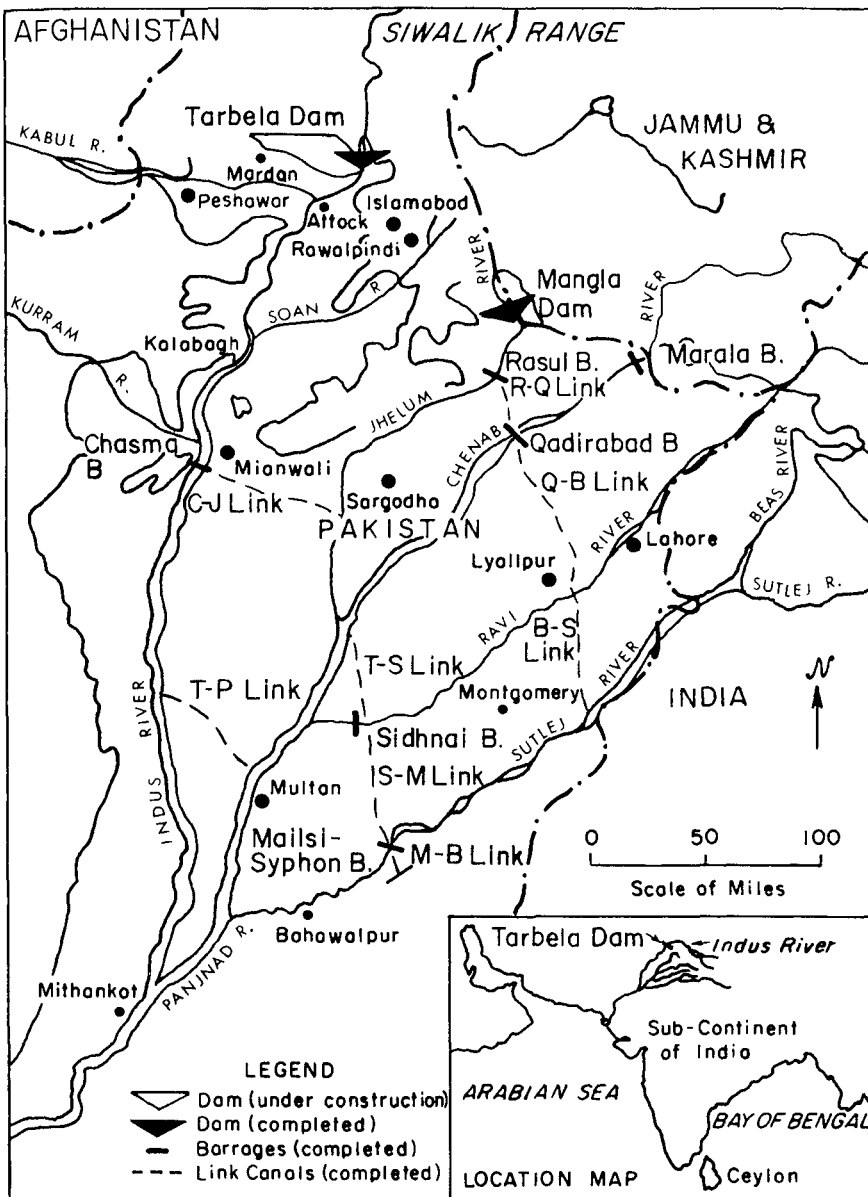 AFGHANISTAN
SIWALIK RANGE
Tarbela Dam
KABUL R.
Mardan
JAMMU &
KASHMIR
Peshawar
Attock
Islamabad
Rawalpindi
RIVER
Mangla
Dam
RIVER
KURRAM
R.
SOAN R.
Kalabagh
Rasul B.
R-Q Link
Marala B.
JHELUM
CHENAB
Chasma
B
Mianwali
Qadirabad B
C-J Link
Sargodha
Q-B Link
BEAS RIVER
PAKISTAN
RIVER
Lahore
Lyallpur
SUTLEJ R.
RAVI
B-S
Link
T-S Link
RIVER
T-P Link
Montgomery
INDIA
N
INDUS RIVER
Sidhnai B.
SUTLEJ
S-M Link
Multan
Mailsi-
Syphon B.
M-B Link
0 50 100
Scale of Miles
Bahawalpur
PANJNAD R.
Mithankot
LEGEND
Dam (under construction)
Dam (completed)
Barrages (completed)
Link Canals (completed)
Tarbela Dam
Indus River
Sub-Continent
of India
ARABIAN SEA
BAY OF BENGAL
LOCATION MAP
Ceylon